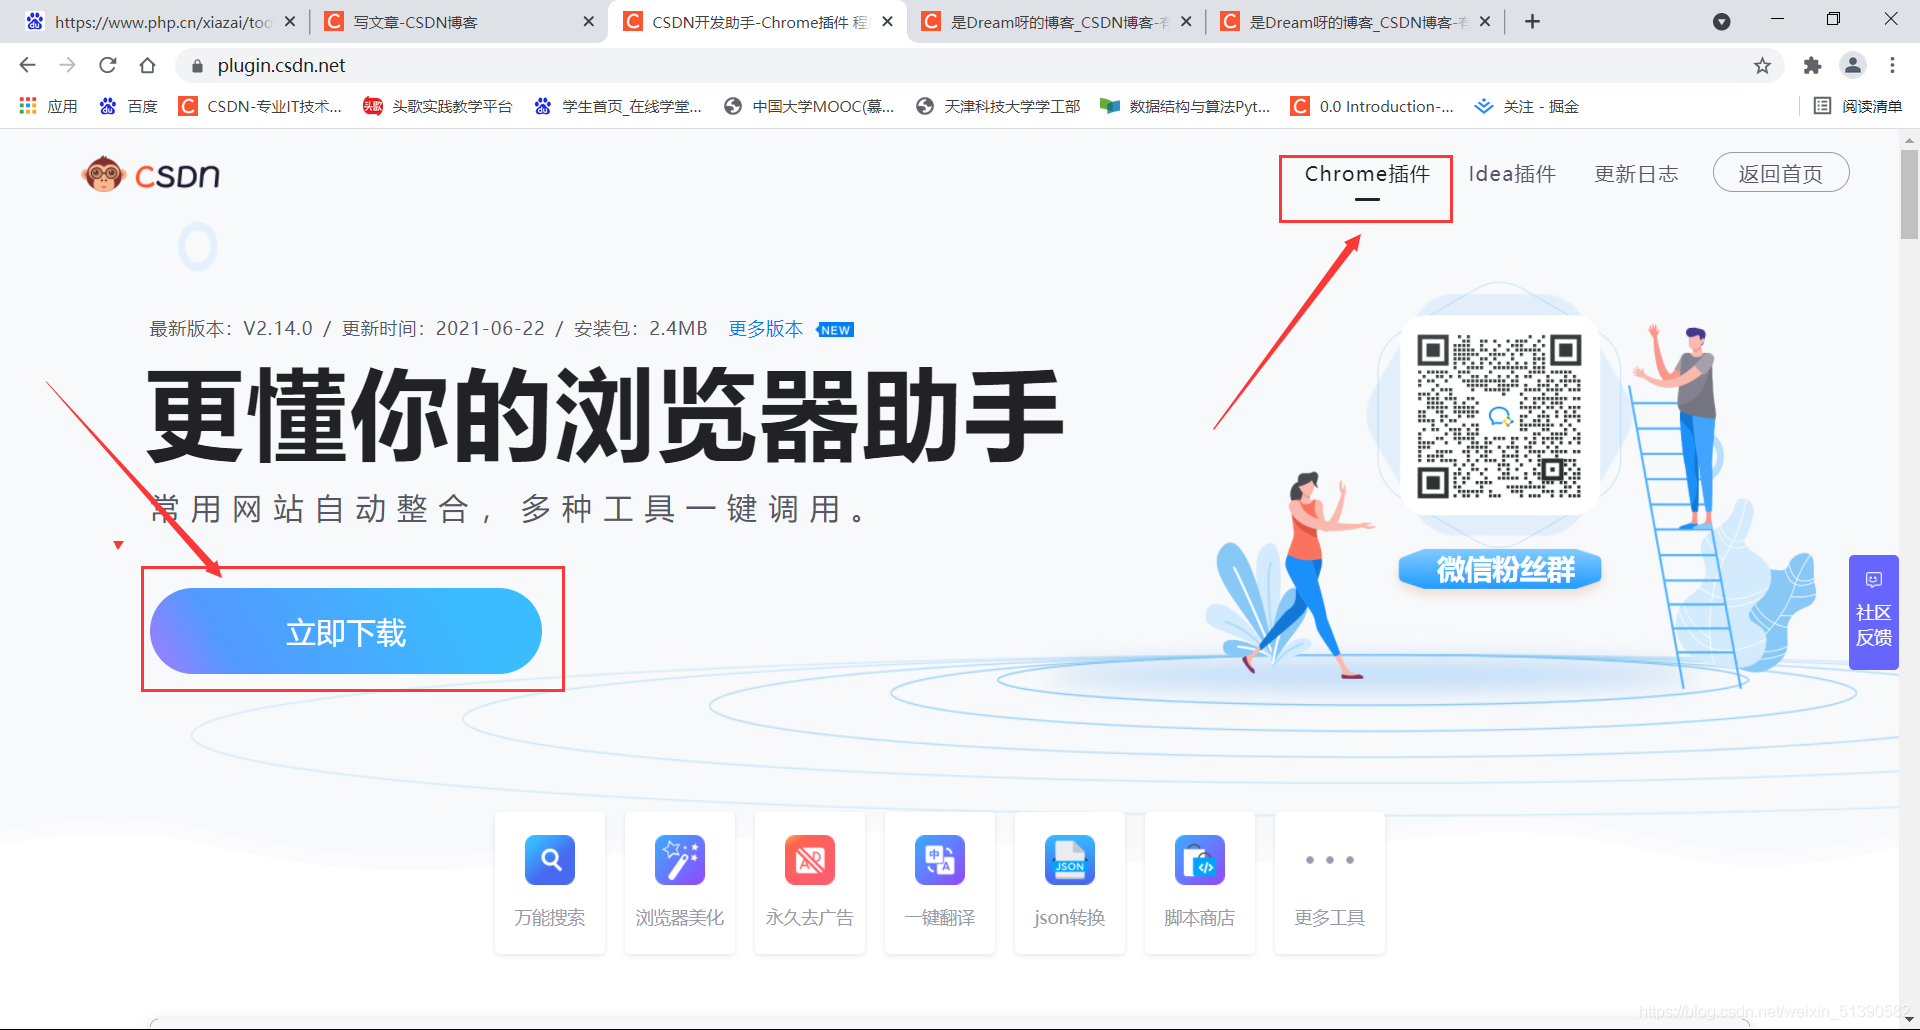 https://www.php.cn/xiazai/too
写文章-CSDN博客
CSDN开发助手-Chrome插件 程
是Dream呀的博客_CSDN博客-
是Dream呀的博客_CSDN博客-
plugin.csdn.net
应用
百度
CSDN-专业IT技术...
头歌
头歌实践教学平台
学生首页_在线学堂...
中国大学MOOC(慕...
天津科技大学学工部
数据结构与算法Pyt...
0.0 Introduction-...
关注 - 掘金
阅读清单
CSDN
Chrome插件
Idea插件
更新日志
返回首页
最新版本：V2.14.0 / 更新时间：2021-06-22 / 安装包：2.4MB 更多版本 NEW
更懂你的浏览器助手
常用网站自动整合，多种工具一键调用。
立即下载
微信粉丝群
社区
反馈
AD
中
A
JSON
万能搜索
浏览器美化
永久去广告
一键翻译
json转换
脚本商店
更多工具
https://blog.csdn.net/weixin_51390582